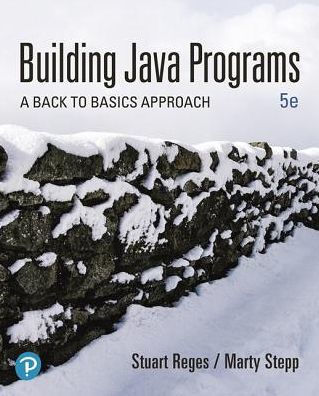 Building Java Programs
A BACK TO BASICS APPROACH 5e
Stuart Reges / Marty Stepp
P